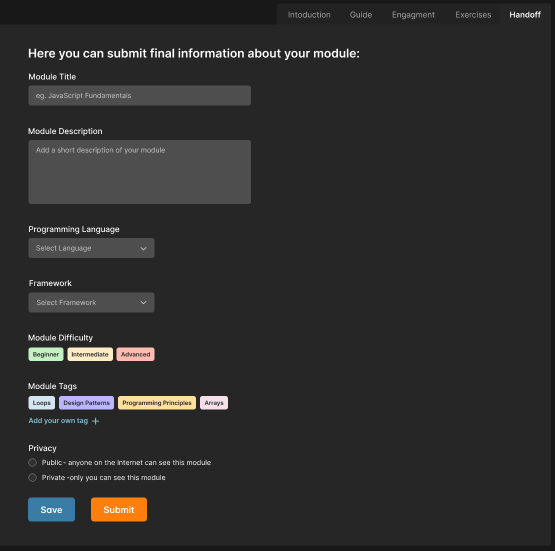 Intoduction Guide Engagment Exercises Handoff
Here you can submit final information about your module:
Module Title
eg. JavaScript Fundamentals
Module Description
Add a short description of your module
Programming Language
Select Language
Framework
Select Framework
Module Difficulty
Beginner Intermediate Advanced
Module Tags
Loops Design Patterns Programming Principles Arrays
Add your own tag +
Privacy
Public - anyone on the internet can see this module
Private -only you can see this module
Save Submit